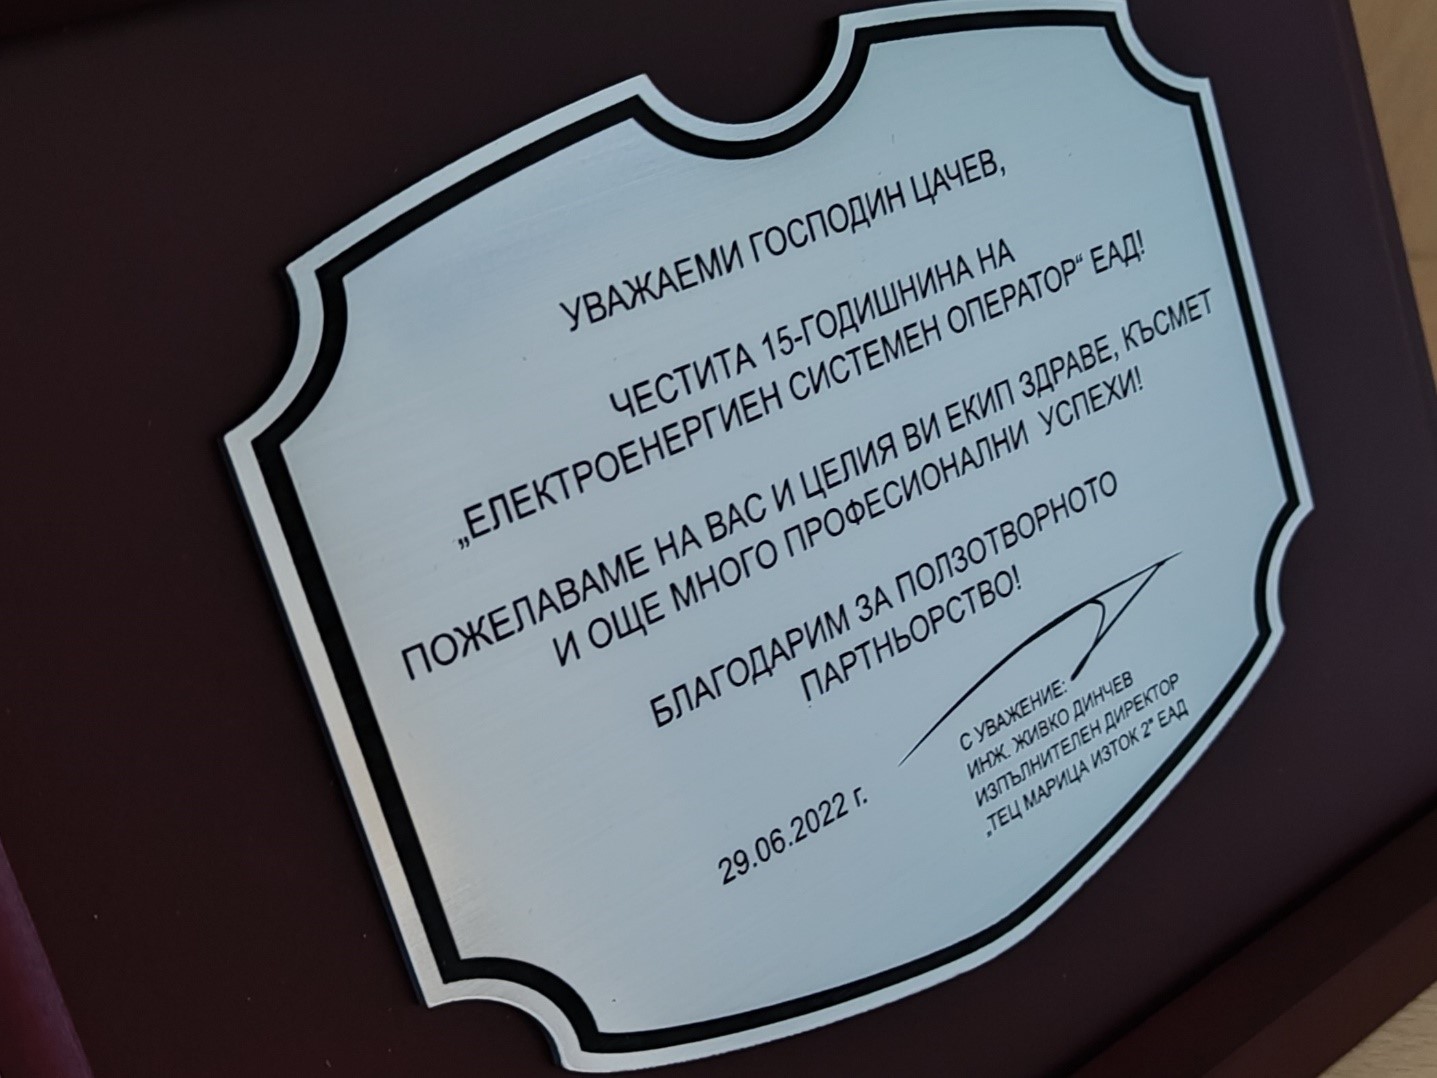 УВАЖАЕМИ ГОСПОДИН ЦАЧЕВ,
ЧЕСТИТА 15-ГОДИШНИНА НА
„ЕЛЕКТРОЕНЕРГИЕН СИСТЕМЕН ОПЕРАТОР“ ЕАД!
ПОЖЕЛАВАМЕ НА ВАС И ЦЕЛИЯ ВИ ЕКИП ЗДРАВЕ, КЪСМЕТ
И ОЩЕ МНОГО ПРОФЕСИОНАЛНИ УСПЕХИ!
БЛАГОДАРИМ ЗА ПОЛЗОТВОРНОТО
ПАРТНЬОРСТВО!
С УВАЖЕНИЕ:
ИНЖ. ЖИВКО ДИНЧЕВ
ИЗПЪЛНИТЕЛЕН ДИРЕКТОР
„ТЕЦ МАРИЦА ИЗТОК 2" ЕАД
29.06.2022 г.